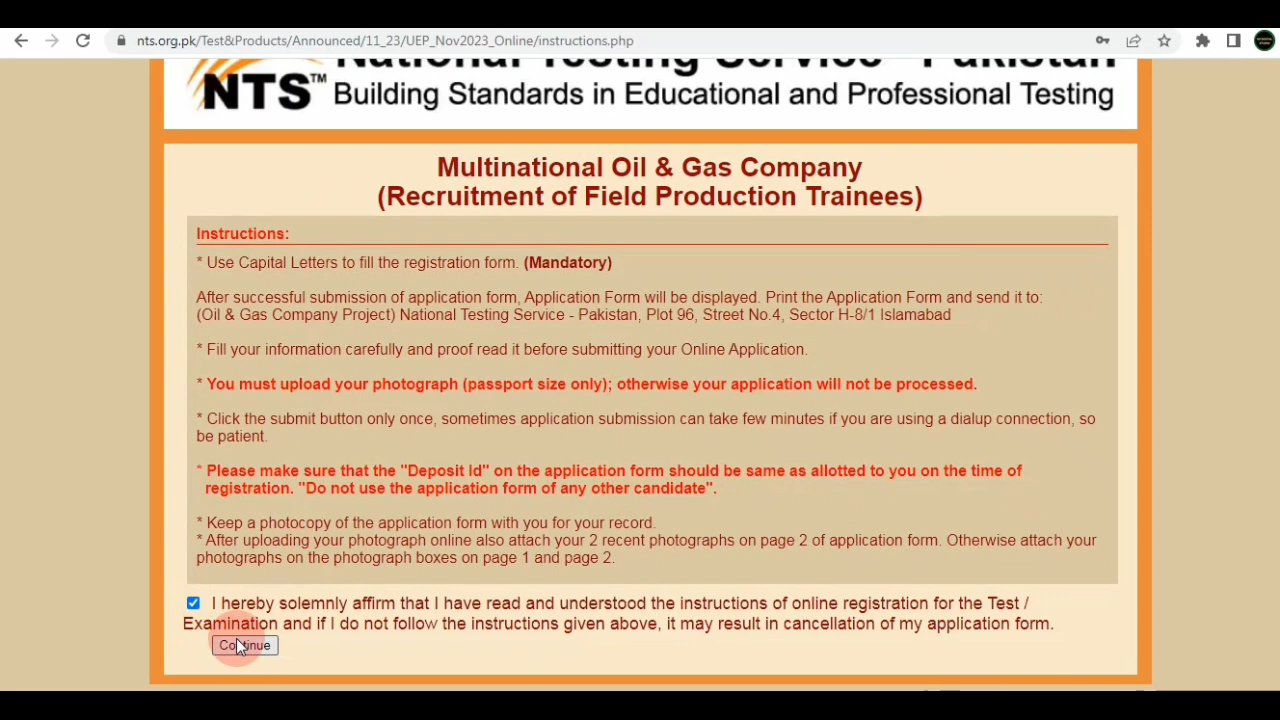 nts.org.pk/Test&Products/Announced/11_23/UEP_Nov2023_Online/instructions.php
National Testing Service - Pakistan
NTS™ Building Standards in Educational and Professional Testing
Multinational Oil & Gas Company
(Recruitment of Field Production Trainees)
Instructions:
* Use Capital Letters to fill the registration form. (Mandatory)
After successful submission of application form, Application Form will be displayed. Print the Application Form and send it to:
(Oil & Gas Company Project) National Testing Service - Pakistan, Plot 96, Street No.4, Sector H-8/1 Islamabad
* Fill your information carefully and proof read it before submitting your Online Application.
* You must upload your photograph (passport size only); otherwise your application will not be processed.
* Click the submit button only once, sometimes application submission can take few minutes if you are using a dialup connection, so
be patient.
* Please make sure that the "Deposit Id" on the application form should be same as allotted to you on the time of
registration. "Do not use the application form of any other candidate".
* Keep a photocopy of the application form with you for your record.
* After uploading your photograph online also attach your 2 recent photographs on page 2 of application form. Otherwise attach your
photographs on the photograph boxes on page 1 and page 2.
I hereby solemnly affirm that I have read and understood the instructions of online registration for the Test /
Examination and if I do not follow the instructions given above, it may result in cancellation of my application form.
Continue